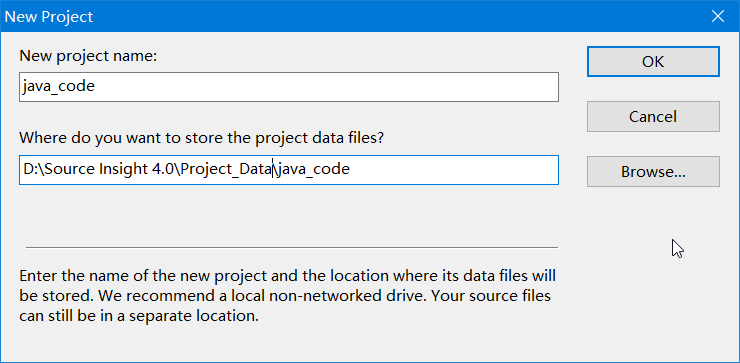 New Project
New project name:
OK
java_code
Cancel
Where do you want to store the project data files?
D:\Source Insight 4.0\Project_Data\java_code
Browse...
Enter the name of the new project and the location where its data files will
be stored. We recommend a local non-networked drive. Your source files
can still be in a separate location.